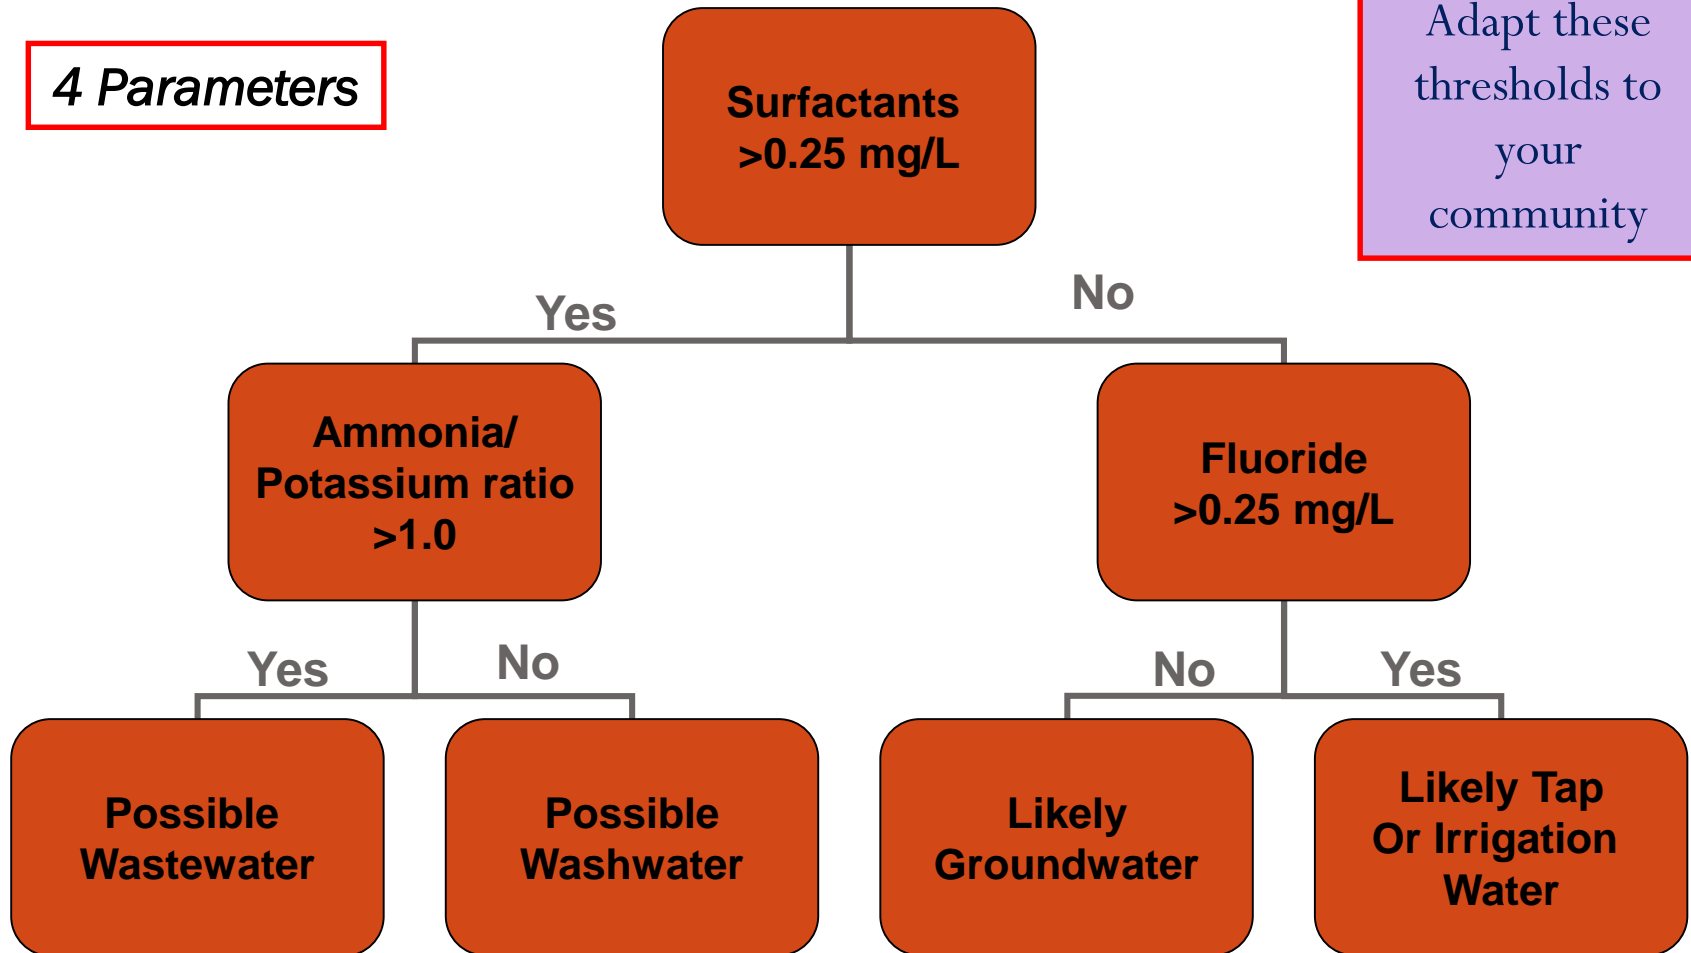 4 Parameters
Adapt these
thresholds to
your
community
Surfactants
>0.25 mg/L
Yes
No
Ammonia/
Potassium ratio
>1.0
Fluoride
>0.25 mg/L
Yes
No
No
Yes
Possible
Wastewater
Possible
Washwater
Likely
Groundwater
Likely Tap
Or Irrigation
Water